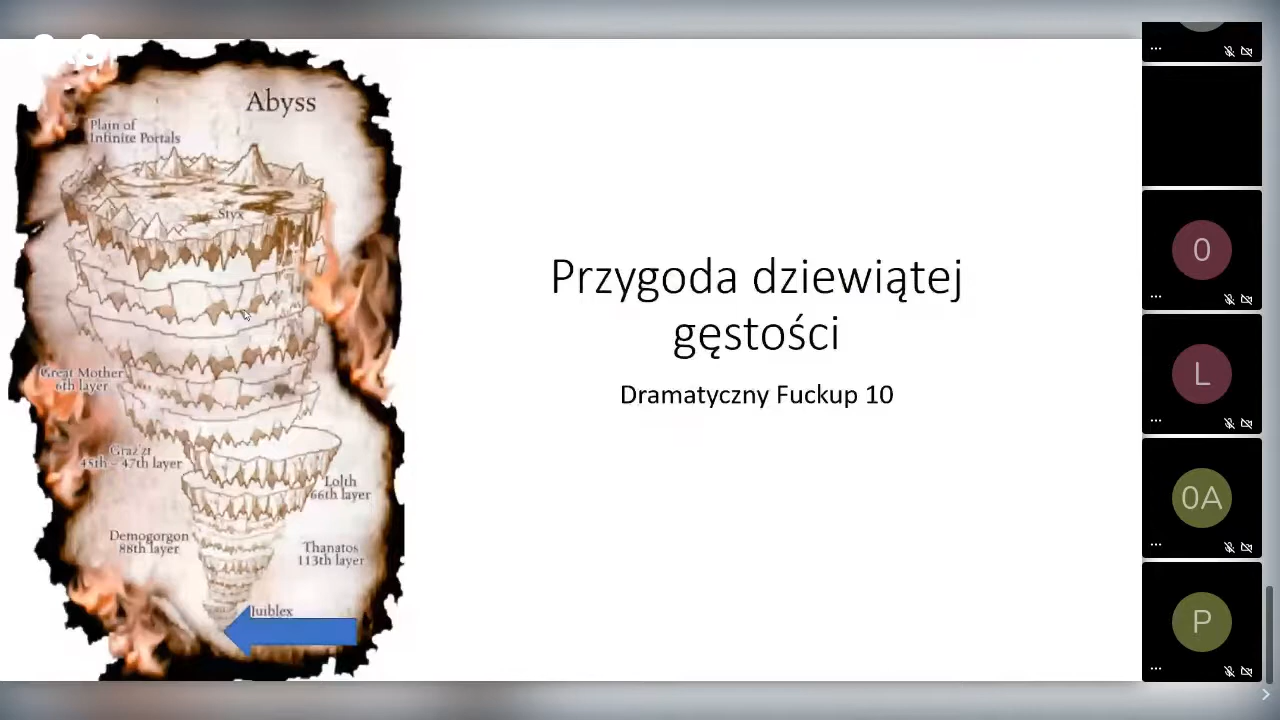 Abyss
Plain of
Infinite Portals
Styx
Great Mother
6th layer
Graz'zt
45th - 47th layer
Lolth
66th layer
Demogorgon
88th layer
Thanatos
113th layer
Juiblex
Przygoda dziewiątej
gęstości
Dramatyczny Fuckup 10
0
L
0A
P